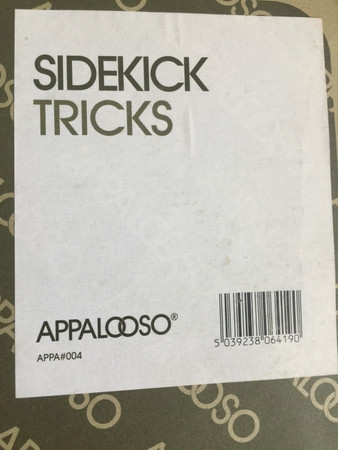 SIDEKICK
TRICKS
APPALOOSO®
APPA#004
5 039238 064190